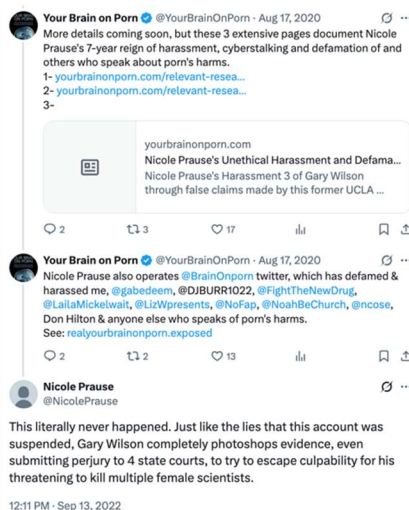 Your Brain on Porn @YourBrainOnPorn · Aug 17, 2020
More details coming soon, but these 3 extensive pages document Nicole
Prause's 7-year reign of harassment, cyberstalking and defamation of and
others who speak about porn's harms.
1- yourbrainonporn.com/relevant-resea...
2- yourbrainonporn.com/relevant-resea...
3-
yourbrainonporn.com
Nicole Prause's Unethical Harassment and Defama...
Nicole Prause's Harassment 3 of Gary Wilson
through false claims made by this former UCLA ...
2 3 17
Your Brain on Porn @YourBrainOnPorn · Aug 17, 2020
Nicole Prause also operates @BrainOnporn twitter, which has defamed &
harassed me, @gabedeem, @DJBURR1022, @FightTheNewDrug,
@LailaMickelwait, @LizWpresents, @NoFap, @NoahBeChurch, @ncose,
Don Hilton & anyone else who speaks of porn's harms.
See: realyourbrainonporn.exposed
2 2 13
Nicole Prause
@NicolePrause
This literally never happened. Just like the lies that this account was
suspended, Gary Wilson completely photoshops evidence, even
submitting perjury to 4 state courts, to try to escape culpability for his
threatening to kill multiple female scientists.
12:11 PM · Sep 13, 2022